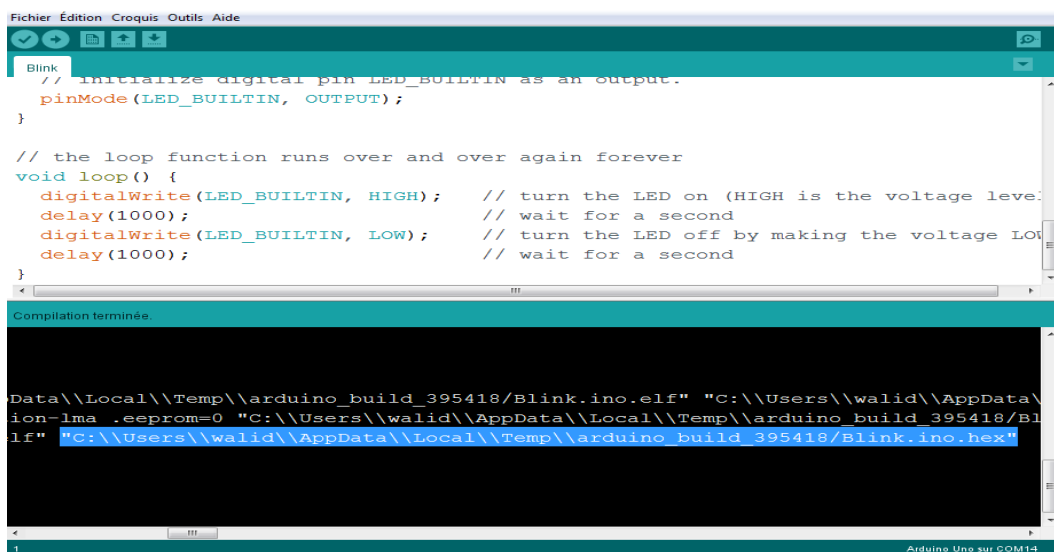 Fichier Édition Croquis Outils Aide
Blink
// initialize digital pin LED_BUILTIN as an output.
pinMode(LED_BUILTIN, OUTPUT);
}
// the loop function runs over and over again forever
void loop() {
digitalWrite(LED_BUILTIN, HIGH); // turn the LED on (HIGH is the voltage level
delay(1000); // wait for a second
digitalWrite(LED_BUILTIN, LOW); // turn the LED off by making the voltage LOW
delay(1000); // wait for a second
}
Compilation terminée.
pData\\Local\\Temp\\arduino_build_395418/Blink.ino.elf" "C:\\Users\\walid\\AppData\
ion-lma .eeprom=0 "C:\\Users\\walid\\AppData\\Local\\Temp\\arduino_build_395418/Bl
lf" "C:\\Users\\walid\\AppData\\Local\\Temp\\arduino_build_395418/Blink.ino.hex"
1
Arduino Uno sur COM14